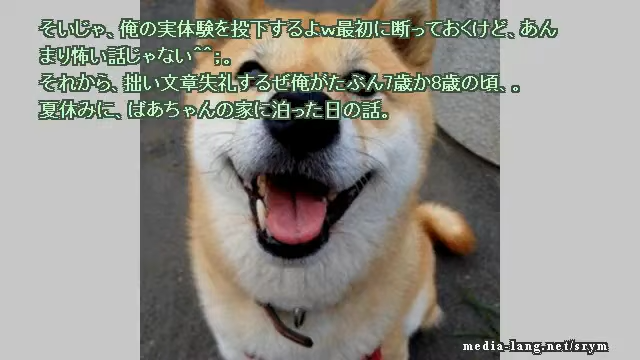 そいじゃ、俺の実体験を投下するよｗ最初に断っておくけど、あん
まり怖い話じゃない^^；。
それから、拙い文章失礼するぜ俺がたぶん7歳か8歳の頃、。
夏休みに、ばあちゃんの家に泊った日の話。
media-lang.net/srym